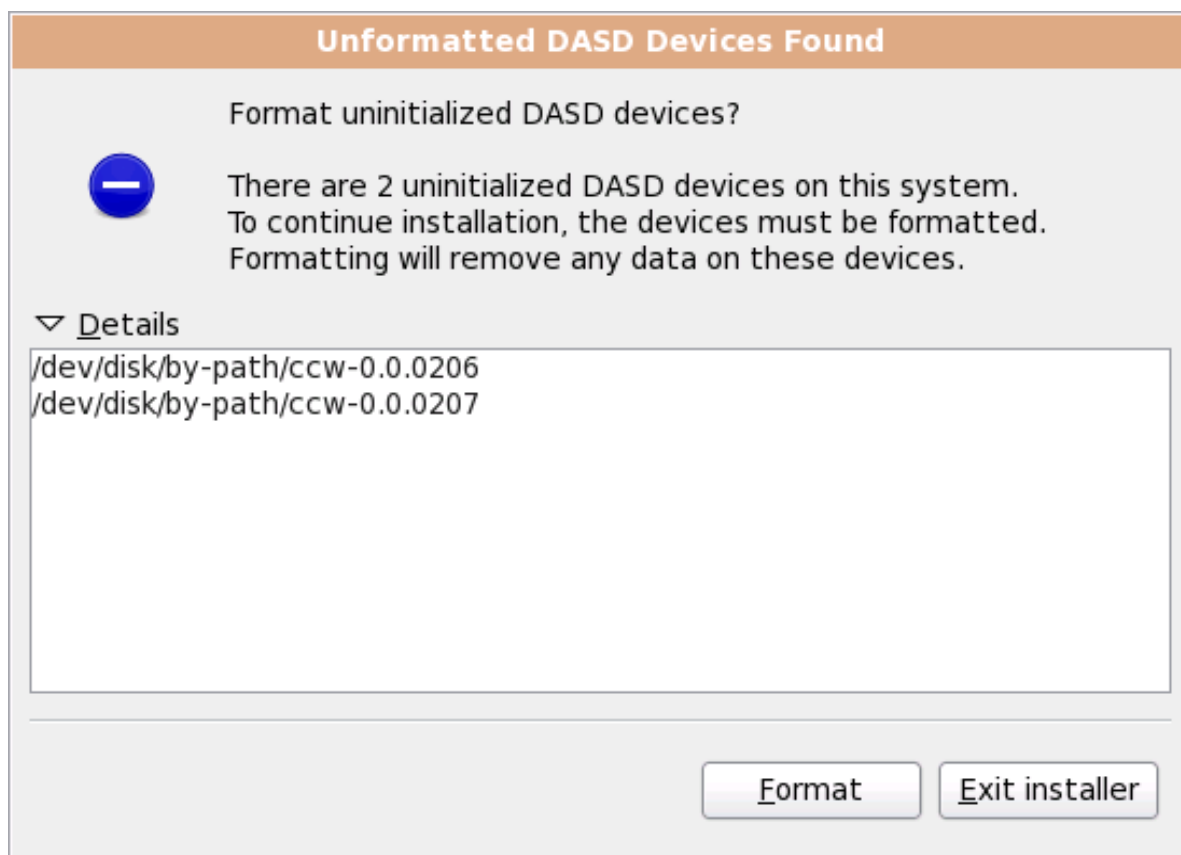 Unformatted DASD Devices Found
Format uninitialized DASD devices?
There are 2 uninitialized DASD devices on this system.
To continue installation, the devices must be formatted.
Formatting will remove any data on these devices.
Details
/dev/disk/by-path/ccw-0.0.0206
/dev/disk/by-path/ccw-0.0.0207
Format
Exit installer